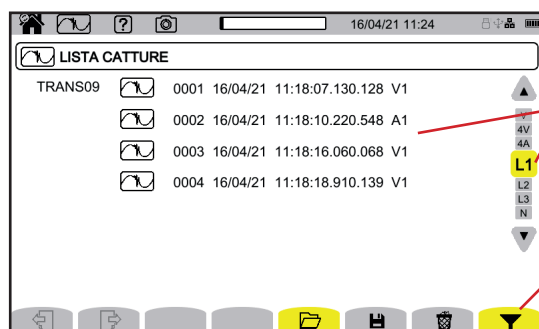 ?
16/04/21 11:24
LISTA CATTURE
TRANS09 0001 16/04/21 11:18:07.130.128 V1
0002 16/04/21 11:18:10.220.548 A1
0003 16/04/21 11:18:16.060.068 V1
0004 16/04/21 11:18:18.910.139 V1
4V
4A
L1
L2
L3
N